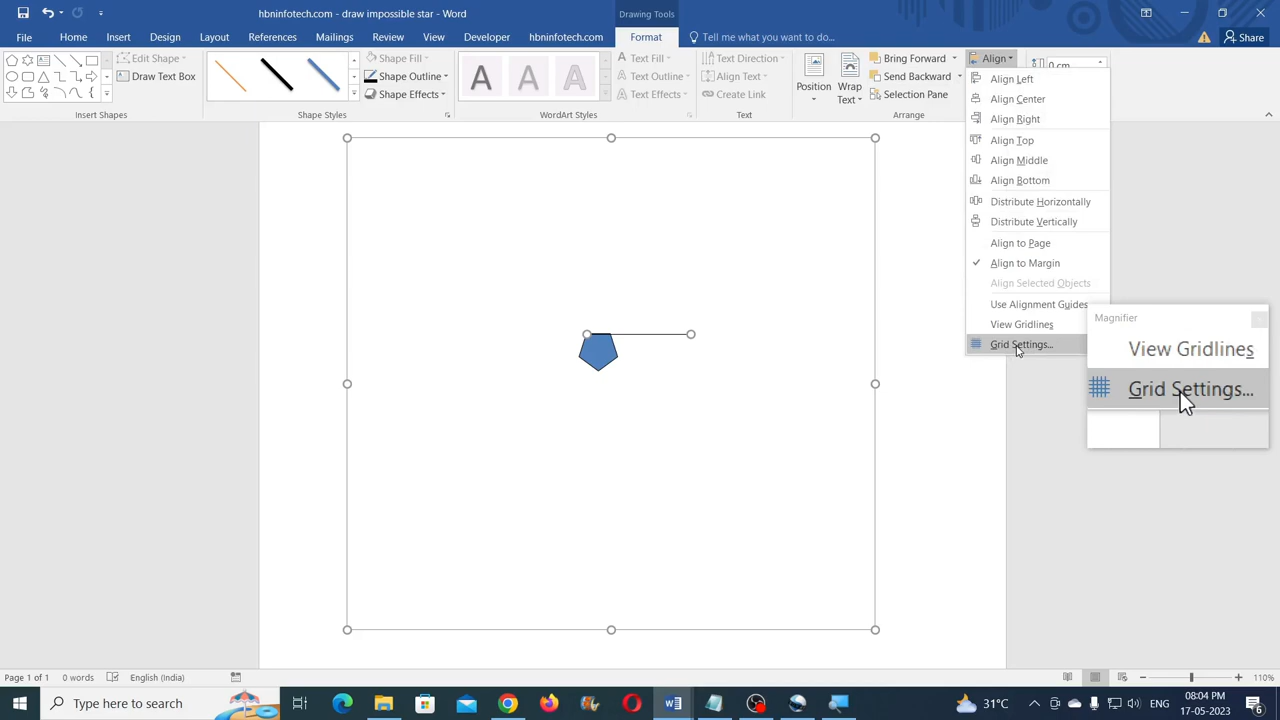 hbninfotech.com - draw impossible star - Word
Drawing Tools
File Home Insert Design Layout References Mailings Review View Developer hbninfotech.com Format Tell me what you want to do... Share
Edit Shape
Draw Text Box
Insert Shapes
Shape Fill
Shape Outline
Shape Effects
Shape Styles
A A A
Text Fill
Text Outline
Text Effects
WordArt Styles
Text Direction
Align Text
Create Link
Text
Position
Wrap
Text
Bring Forward
Send Backward
Selection Pane
Arrange
Align
0 cm
Align Left
Align Center
Align Right
Align Top
Align Middle
Align Bottom
Distribute Horizontally
Distribute Vertically
Align to Page
Align to Margin
Align Selected Objects
Use Alignment Guides
View Gridlines
Grid Settings...
Magnifier
View Gridlines
Grid Settings...
Page 1 of 1 0 words English (India) 110%
Type here to search
31°C ENG 08:04 PM
17-05-2023
6